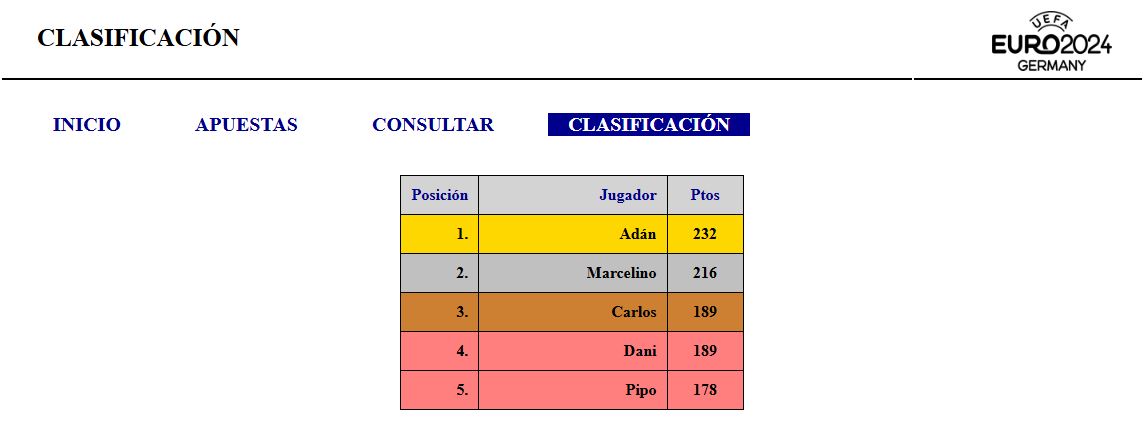 CLASIFICACIÓN
UEFA
EURO2024
GERMANY
INICIO APUESTAS CONSULTAR CLASIFICACIÓN
Posición Jugador Ptos
1. Adán 232
2. Marcelino 216
3. Carlos 189
4. Dani 189
5. Pipo 178